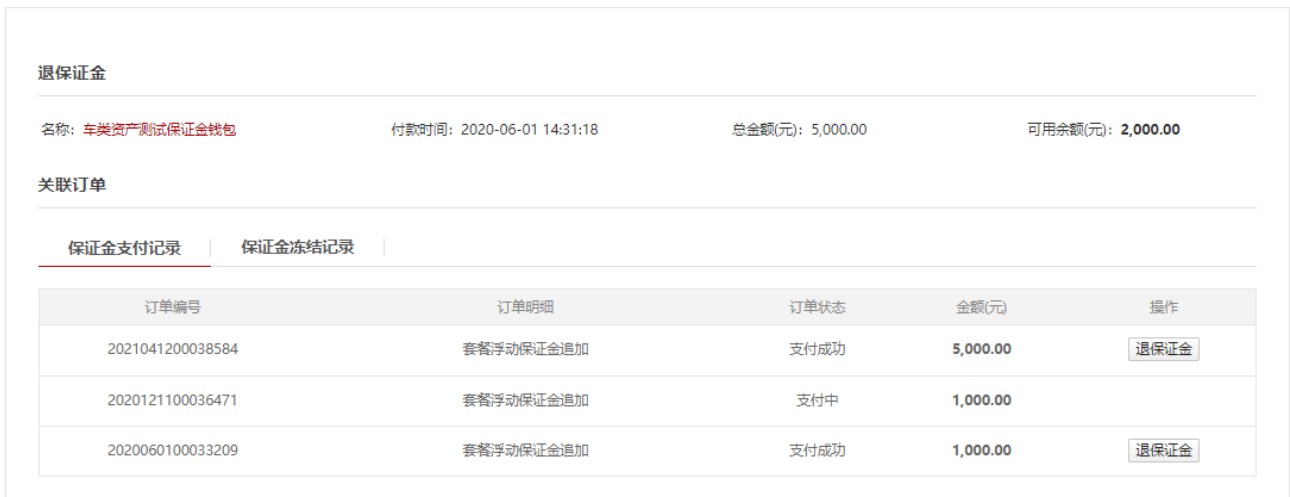 退保证金
名称：车类资产测试保证金钱包 付款时间：2020-06-01 14:31:18 总金额(元)：5,000.00 可用余额(元)：2,000.00
关联订单
保证金支付记录 保证金冻结记录
订单编号 订单明细 订单状态 金额(元) 操作
2021041200038584 套餐浮动保证金追加 支付成功 5,000.00 退保证金
2020121100036471 套餐浮动保证金追加 支付中 1,000.00
2020060100033209 套餐浮动保证金追加 支付成功 1,000.00 退保证金